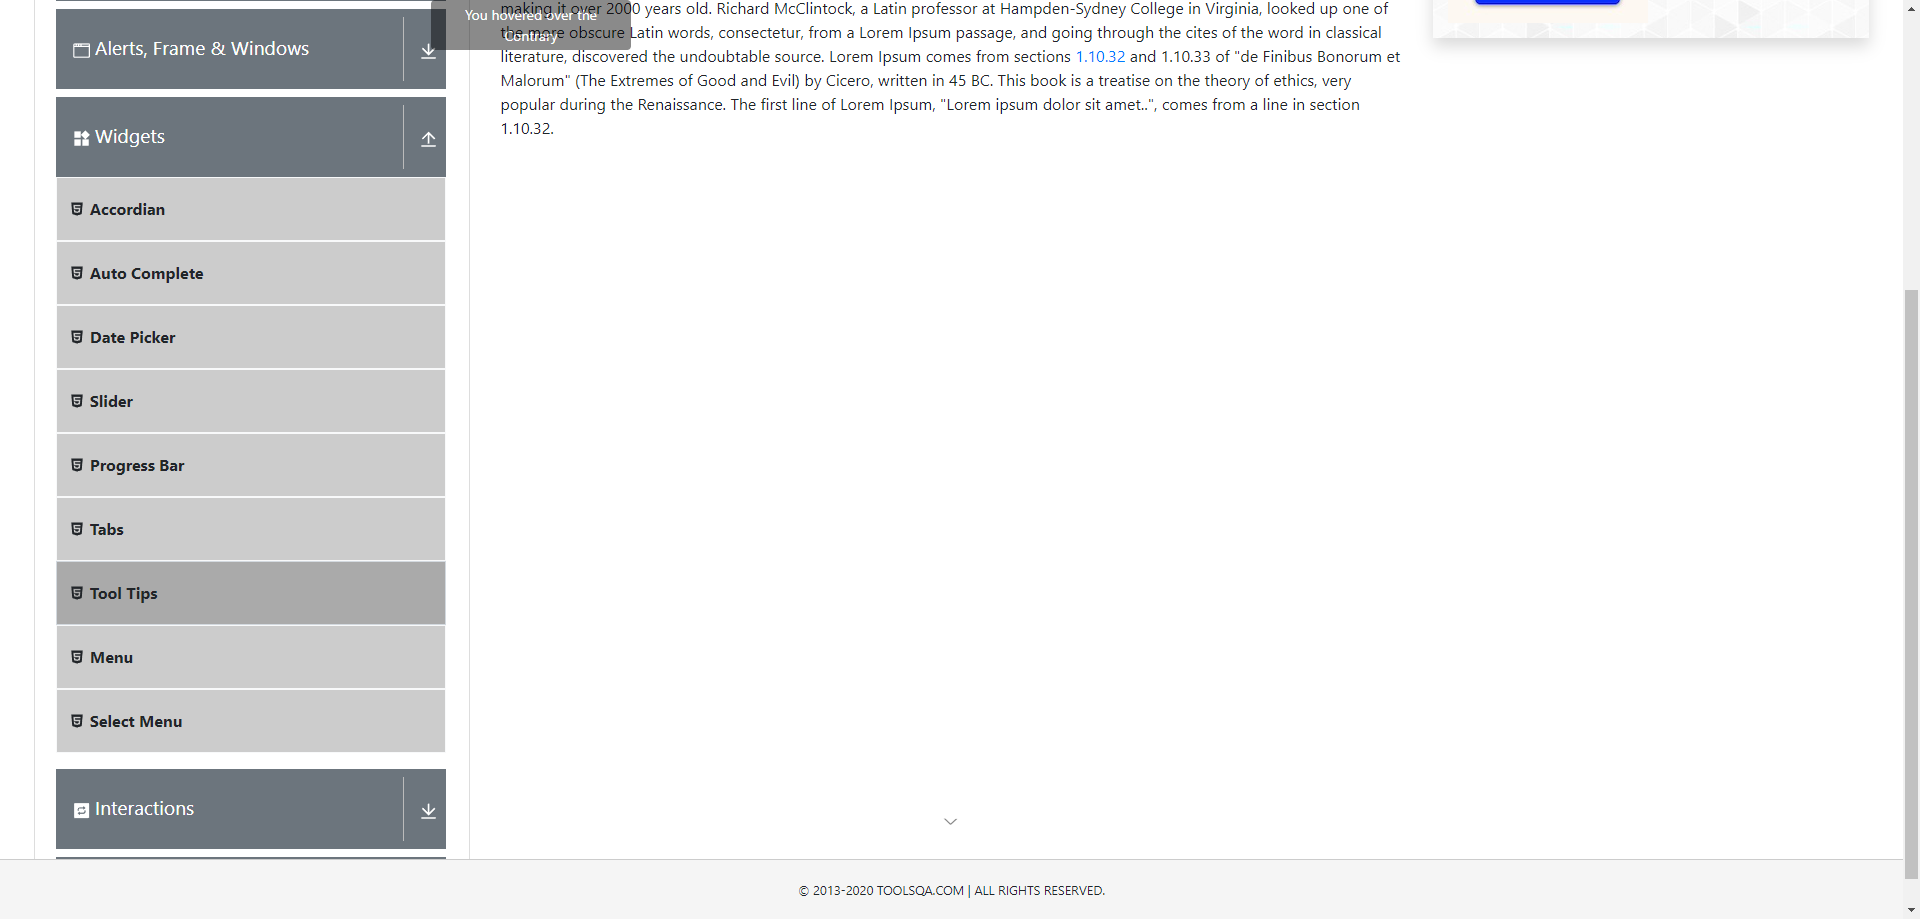 Alerts, Frame & Windows
Widgets
Accordian
Auto Complete
Date Picker
Slider
Progress Bar
Tabs
Tool Tips
Menu
Select Menu
Interactions
You hovered over the
Contrary
making it over 2000 years old. Richard McClintock, a Latin professor at Hampden-Sydney College in Virginia, looked up one of
the more obscure Latin words, consectetur, from a Lorem Ipsum passage, and going through the cites of the word in classical
literature, discovered the undoubtable source. Lorem Ipsum comes from sections 1.10.32 and 1.10.33 of "de Finibus Bonorum et
Malorum" (The Extremes of Good and Evil) by Cicero, written in 45 BC. This book is a treatise on the theory of ethics, very
popular during the Renaissance. The first line of Lorem Ipsum, "Lorem ipsum dolor sit amet..", comes from a line in section
1.10.32.
© 2013-2020 TOOLSQA.COM | ALL RIGHTS RESERVED.